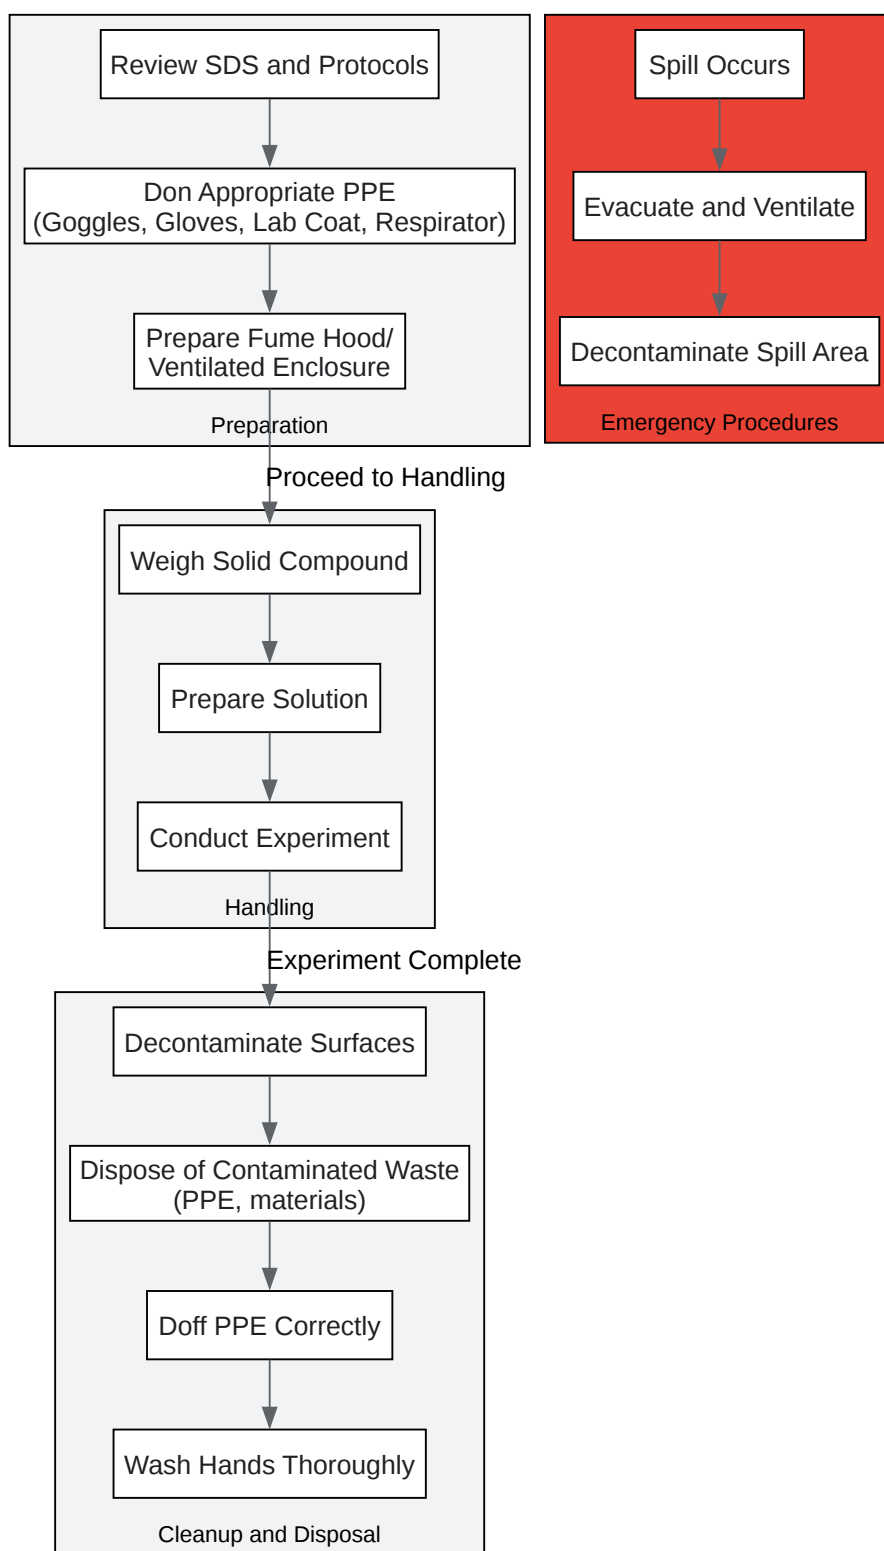 Review SDS and Protocols
Don Appropriate PPE
(Goggles, Gloves, Lab Coat, Respirator)
Prepare Fume Hood/
Ventilated Enclosure
Preparation
Proceed to Handling
Weigh Solid Compound
Prepare Solution
Conduct Experiment
Handling
Experiment Complete
Decontaminate Surfaces
Dispose of Contaminated Waste
(PPE, materials)
Doff PPE Correctly
Wash Hands Thoroughly
Cleanup and Disposal
Spill Occurs
Evacuate and Ventilate
Decontaminate Spill Area
Emergency Procedures